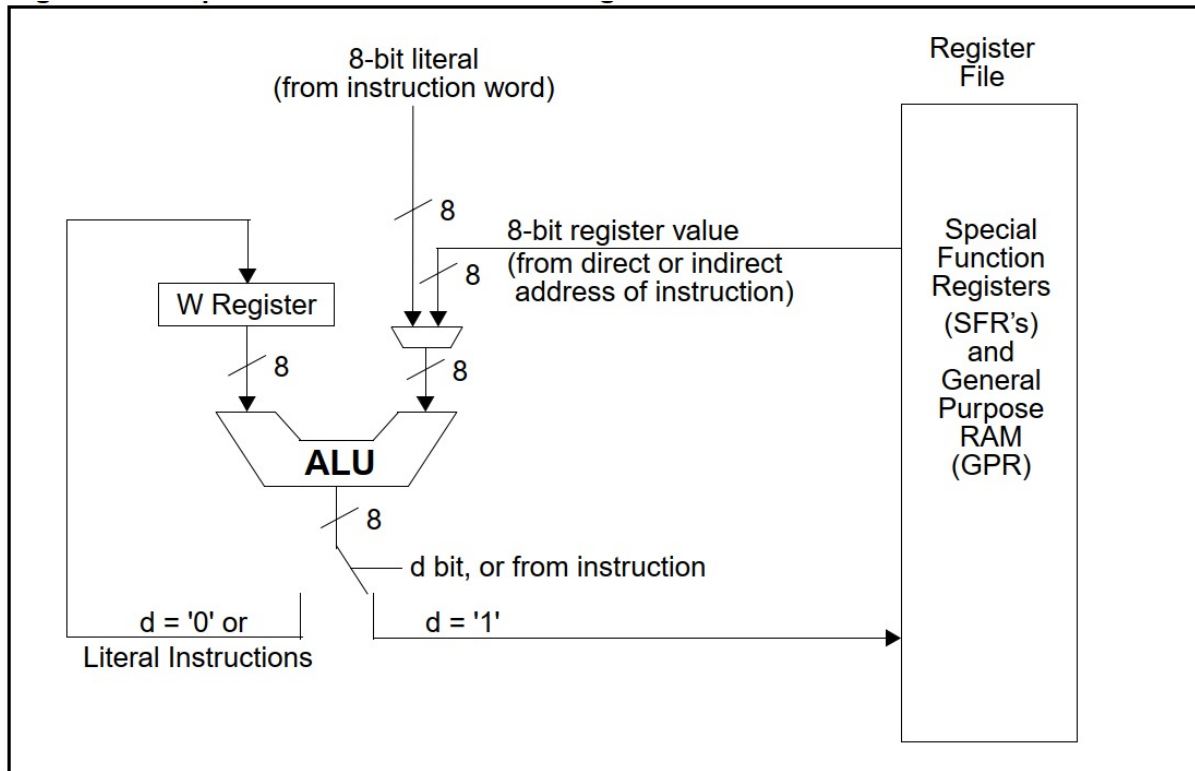 8-bit literal
(from instruction word)
Register
File
8
8-bit register value
8
(from direct or indirect
address of instruction)
W Register
8
8
Special
Function
Registers
(SFR's)
and
General
Purpose
RAM
(GPR)
ALU
8
d bit, or from instruction
d = '0' or
Literal Instructions
d = '1'